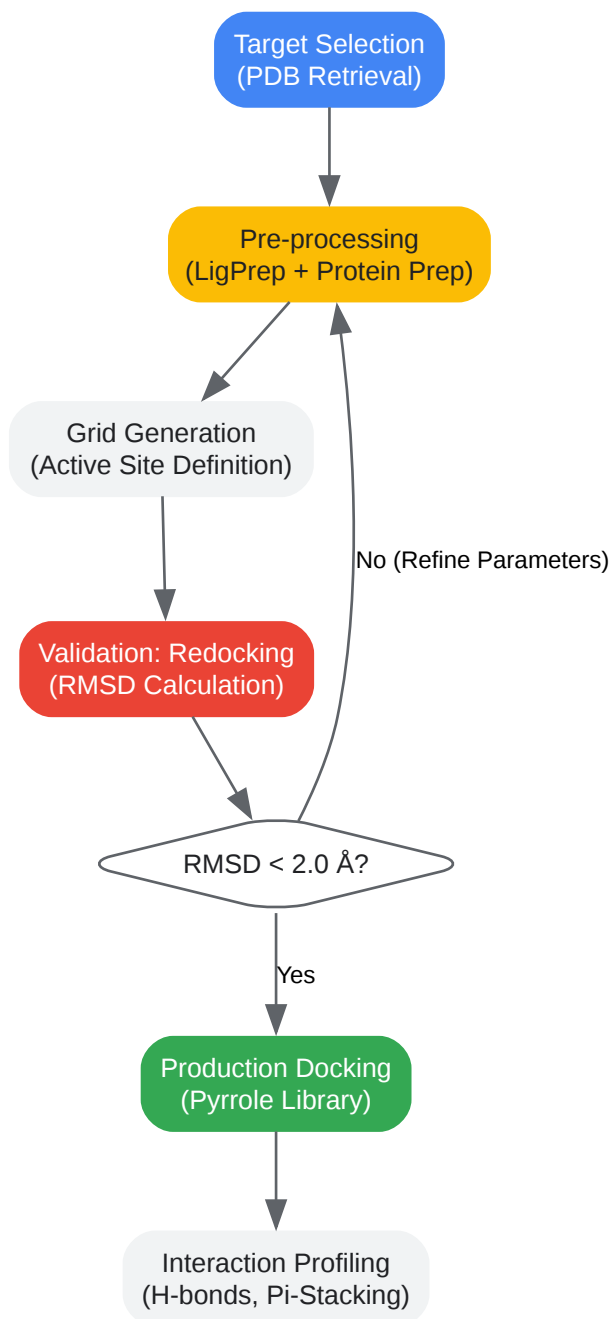 Target Selection
(PDB Retrieval)
Pre-processing
(LigPrep + Protein Prep)
Grid Generation
(Active Site Definition)
No (Refine Parameters)
Validation: Redocking
(RMSD Calculation)
RMSD < 2.0 Å?
Yes
Production Docking
(Pyrrole Library)
Interaction Profiling
(H-bonds, Pi-Stacking)